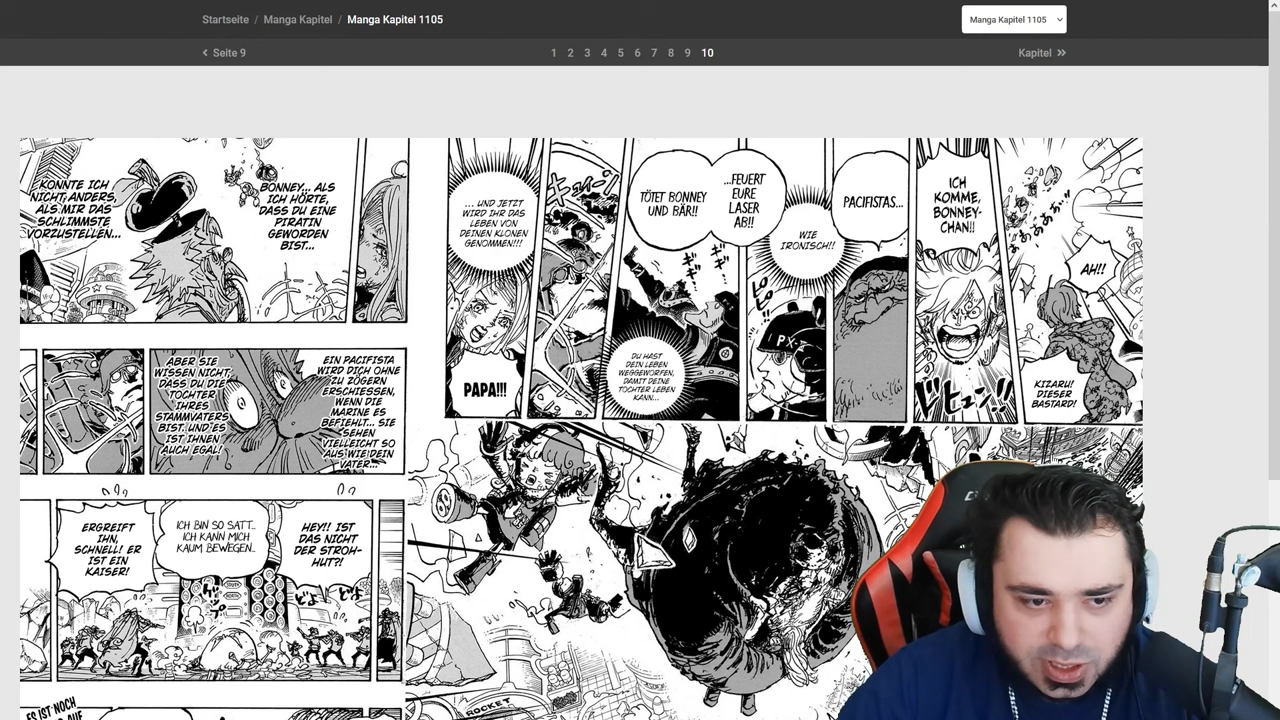 Startseite / Manga Kapitel / Manga Kapitel 1105
Manga Kapitel 1105
Seite 9
1 2 3 4 5 6 7 8 9 10
Kapitel
ICH
KOMME,
BONNEY-
CHAN!!
AH!!
KIZARU!
DIESER
BASTARD!
PACIFISTAS...
WIE
IRONISCH!!
...FEUERT
EURE
LASER
AB!!
TÖTET BONNEY
UND BÄR!!
DU HAST
DEIN LEBEN
WEGGEWORFEN,
DAMIT DEINE
TOCHTER LEBEN
KANN...
... UND JETZT
WIRD IHR DAS
LEBEN VON
DEINEN KLONEN
GENOMMEN!!!
PAPA!!!
PX-
BONNEY... ALS
ICH HÖRTE,
DASS DU EINE
PIRATIN
GEWORDEN
BIST...
KONNTE ICH
NICHT ANDERS,
ALS MIR DAS
SCHLIMMSTE
VORZUSTELLEN...
EIN PACIFISTA
WIRD DICH OHNE
ZU ZÖGERN
ERSCHIESSEN,
WENN DIE
MARINE ES
BEFIEHLT... SIE
SEHEN
VIELLEICHT SO
AUS WIE DEIN
VATER...
ABER SIE
WISSEN NICHT,
DASS DU DIE
TOCHTER
IHRES
STAMMVATERS
BIST UND ES
IST IHNEN
AUCH EGAL!
HEY!! IST
DAS NICHT
DER STROH-
HUT?!
ICH BIN SO SATT...
ICH KANN MICH
KAUM BEWEGEN...
ERGREIFT
IHN,
SCHNELL! ER
IST EIN
KAISER!
ES IST NOCH
ROCKET